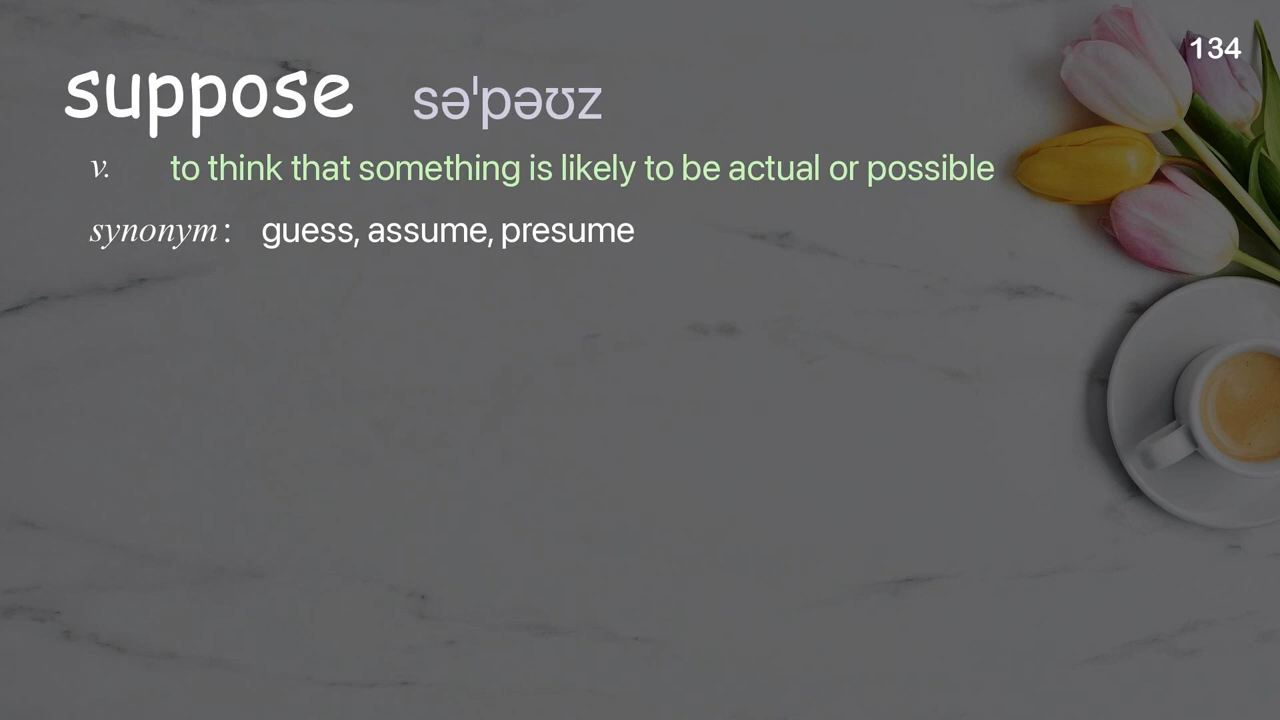 134
suppose səˈpəʊz
v. to think that something is likely to be actual or possible
synonym : guess, assume, presume